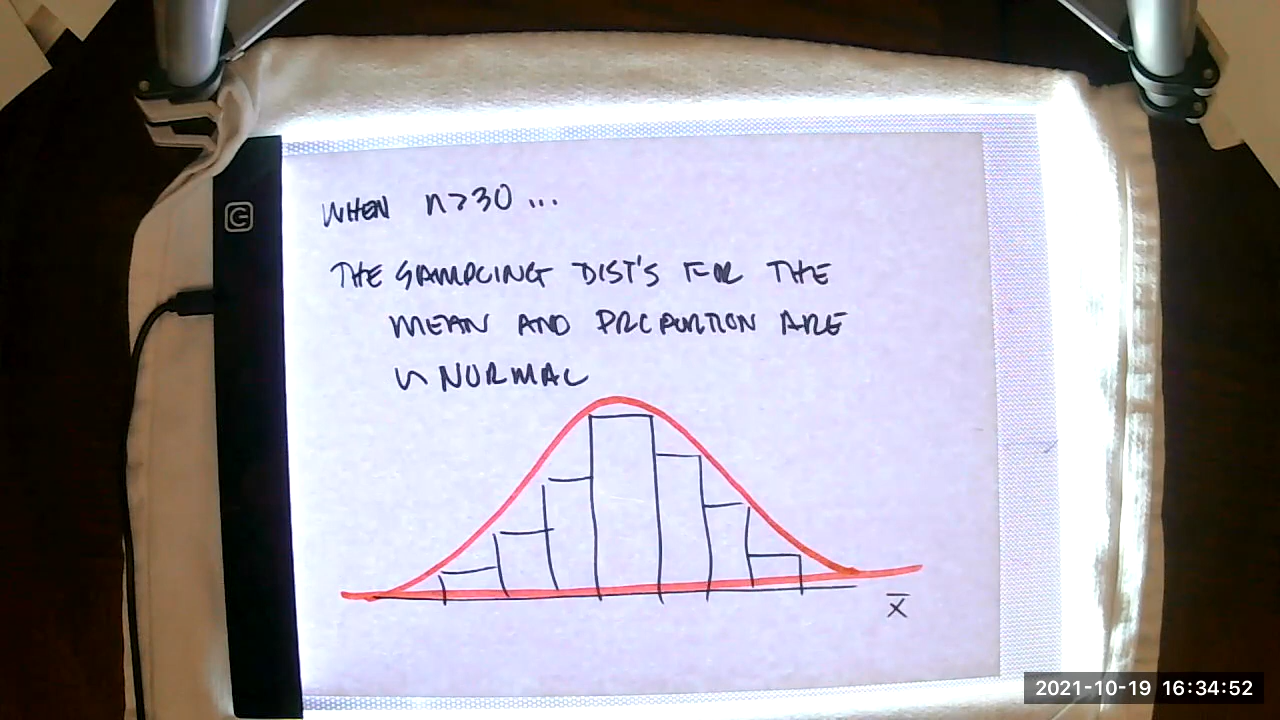 WHEN n>30 ...
THE SAMPLING DIST'S FOR THE
MEAN AND PROPORTION ARE
~ NORMAL
x̄
2021-10-19 16:34:52